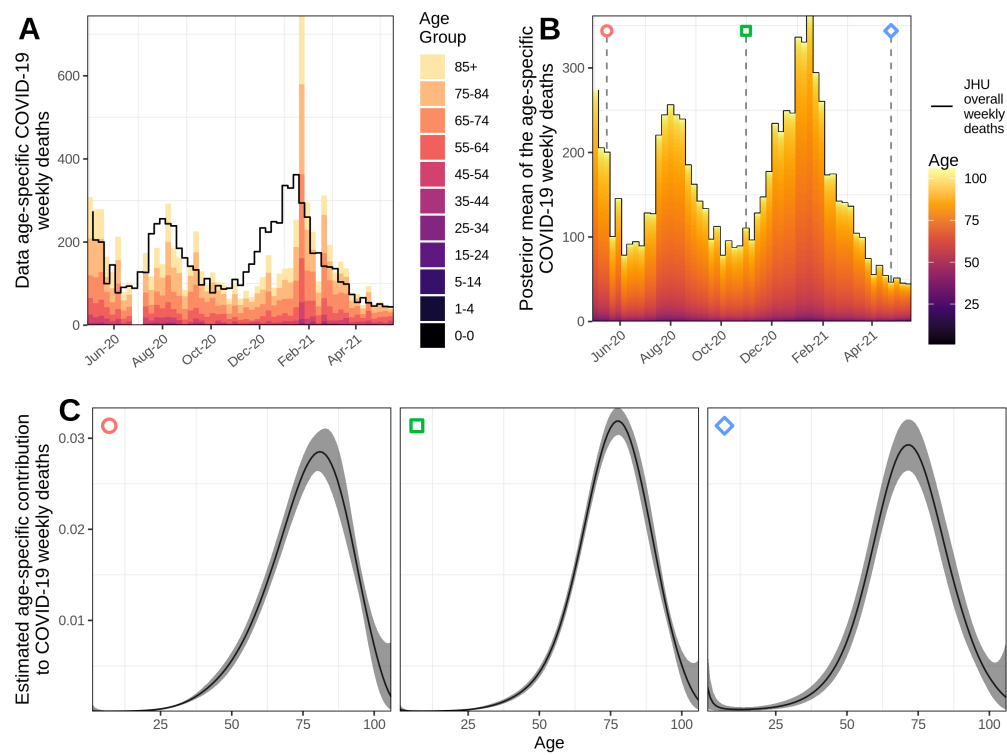 A
Data age-specific COVID-19
weekly deaths
600
400
200
0
Jun-20
Aug-20
Oct-20
Dec-20
Feb-21
Apr-21
Age
Group
85+
75-84
65-74
55-64
45-54
35-44
25-34
15-24
5-14
1-4
0-0
B
Posterior mean of the age-specific
COVID-19 weekly deaths
300
200
100
0
Jun-20
Aug-20
Oct-20
Dec-20
Feb-21
Apr-21
JHU
overall
weekly
deaths
Age
100
75
50
25
C
Estimated age-specific contribution
to COVID-19 weekly deaths
0.03
0.02
0.01
25
50
75
100
25
50
75
100
25
50
75
100
Age